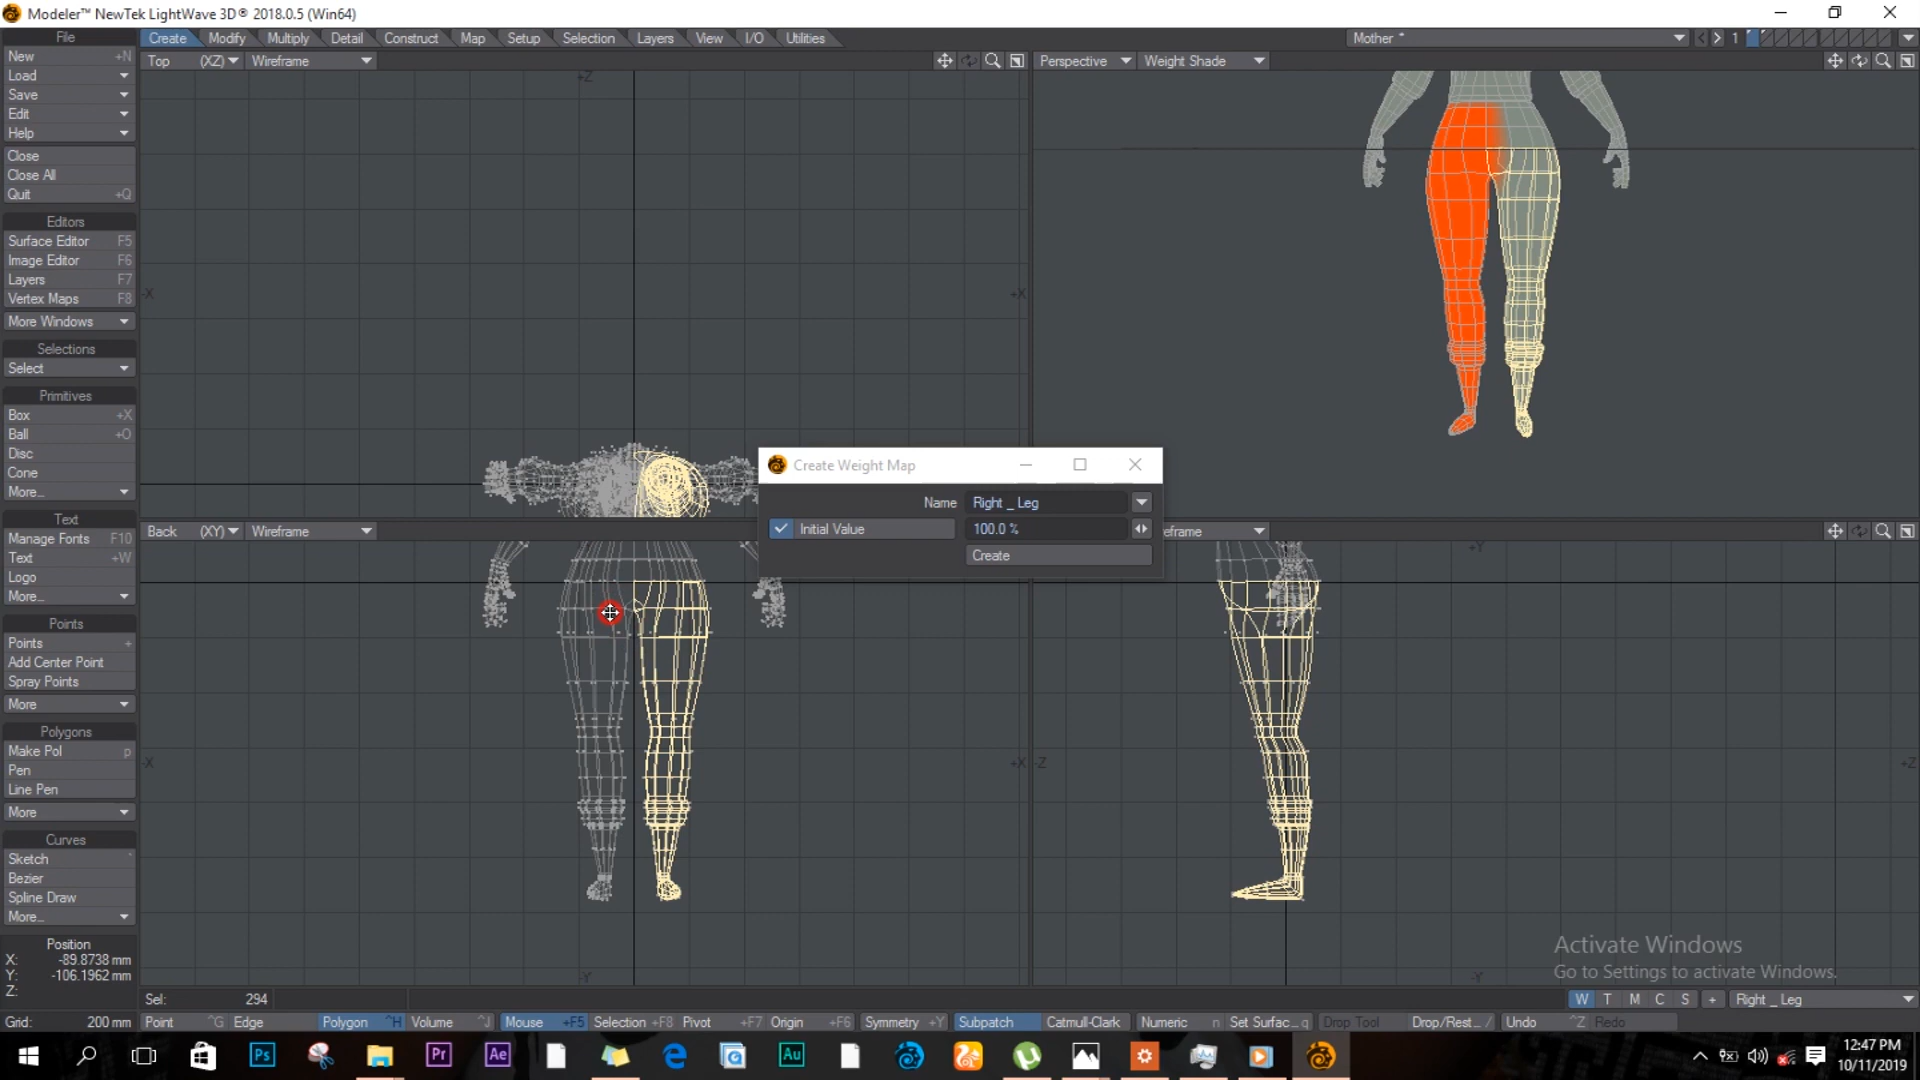 Modeler™ NewTek LightWave 3D® 2018.0.5 (Win64)
File
Create Modify Multiply Detail Construct Map Setup Selection Layers View I/O Utilities
Mother * 1
New +N
Load
Save
Edit
Help
Close
Close All
Quit +Q
Editors
Surface Editor F5
Image Editor F6
Layers F7
Vertex Maps F8
More Windows
Selections
Select
Primitives
Box +X
Ball +O
Disc
Cone
More...
Text
Manage Fonts F10
Text +W
Logo
More...
Points
Points +
Add Center Point
Spray Points
More
Polygons
Make Pol p
Pen
Line Pen
More
Curves
Sketch `
Bezier
Spline Draw
More...
Position
X: -89.8738 mm
Y: -106.1962 mm
Z:
Grid: 200 mm
Top (XZ) Wireframe
+Z
-X +X
Perspective Weight Shade
Back (XY) Wireframe
-X +X
-Y
eframe
+Y
-Z +Z
-Y
Create Weight Map
Name Right _ Leg
Initial Value 100.0 %
Create
Activate Windows
Go to Settings to activate Windows.
Sel: 294
W T M C S + Right _ Leg
Point ^G Edge Polygon ^H Volume ^J Mouse +F5 Selection +F8 Pivot +F7 Origin +F6 Symmetry +Y Subpatch Catmull-Clark Numeric n Set Surfac... q Drop Tool Drop/Rest... / Undo ^Z Redo
Ps Pr Ae Au
12:47 PM
10/11/2019